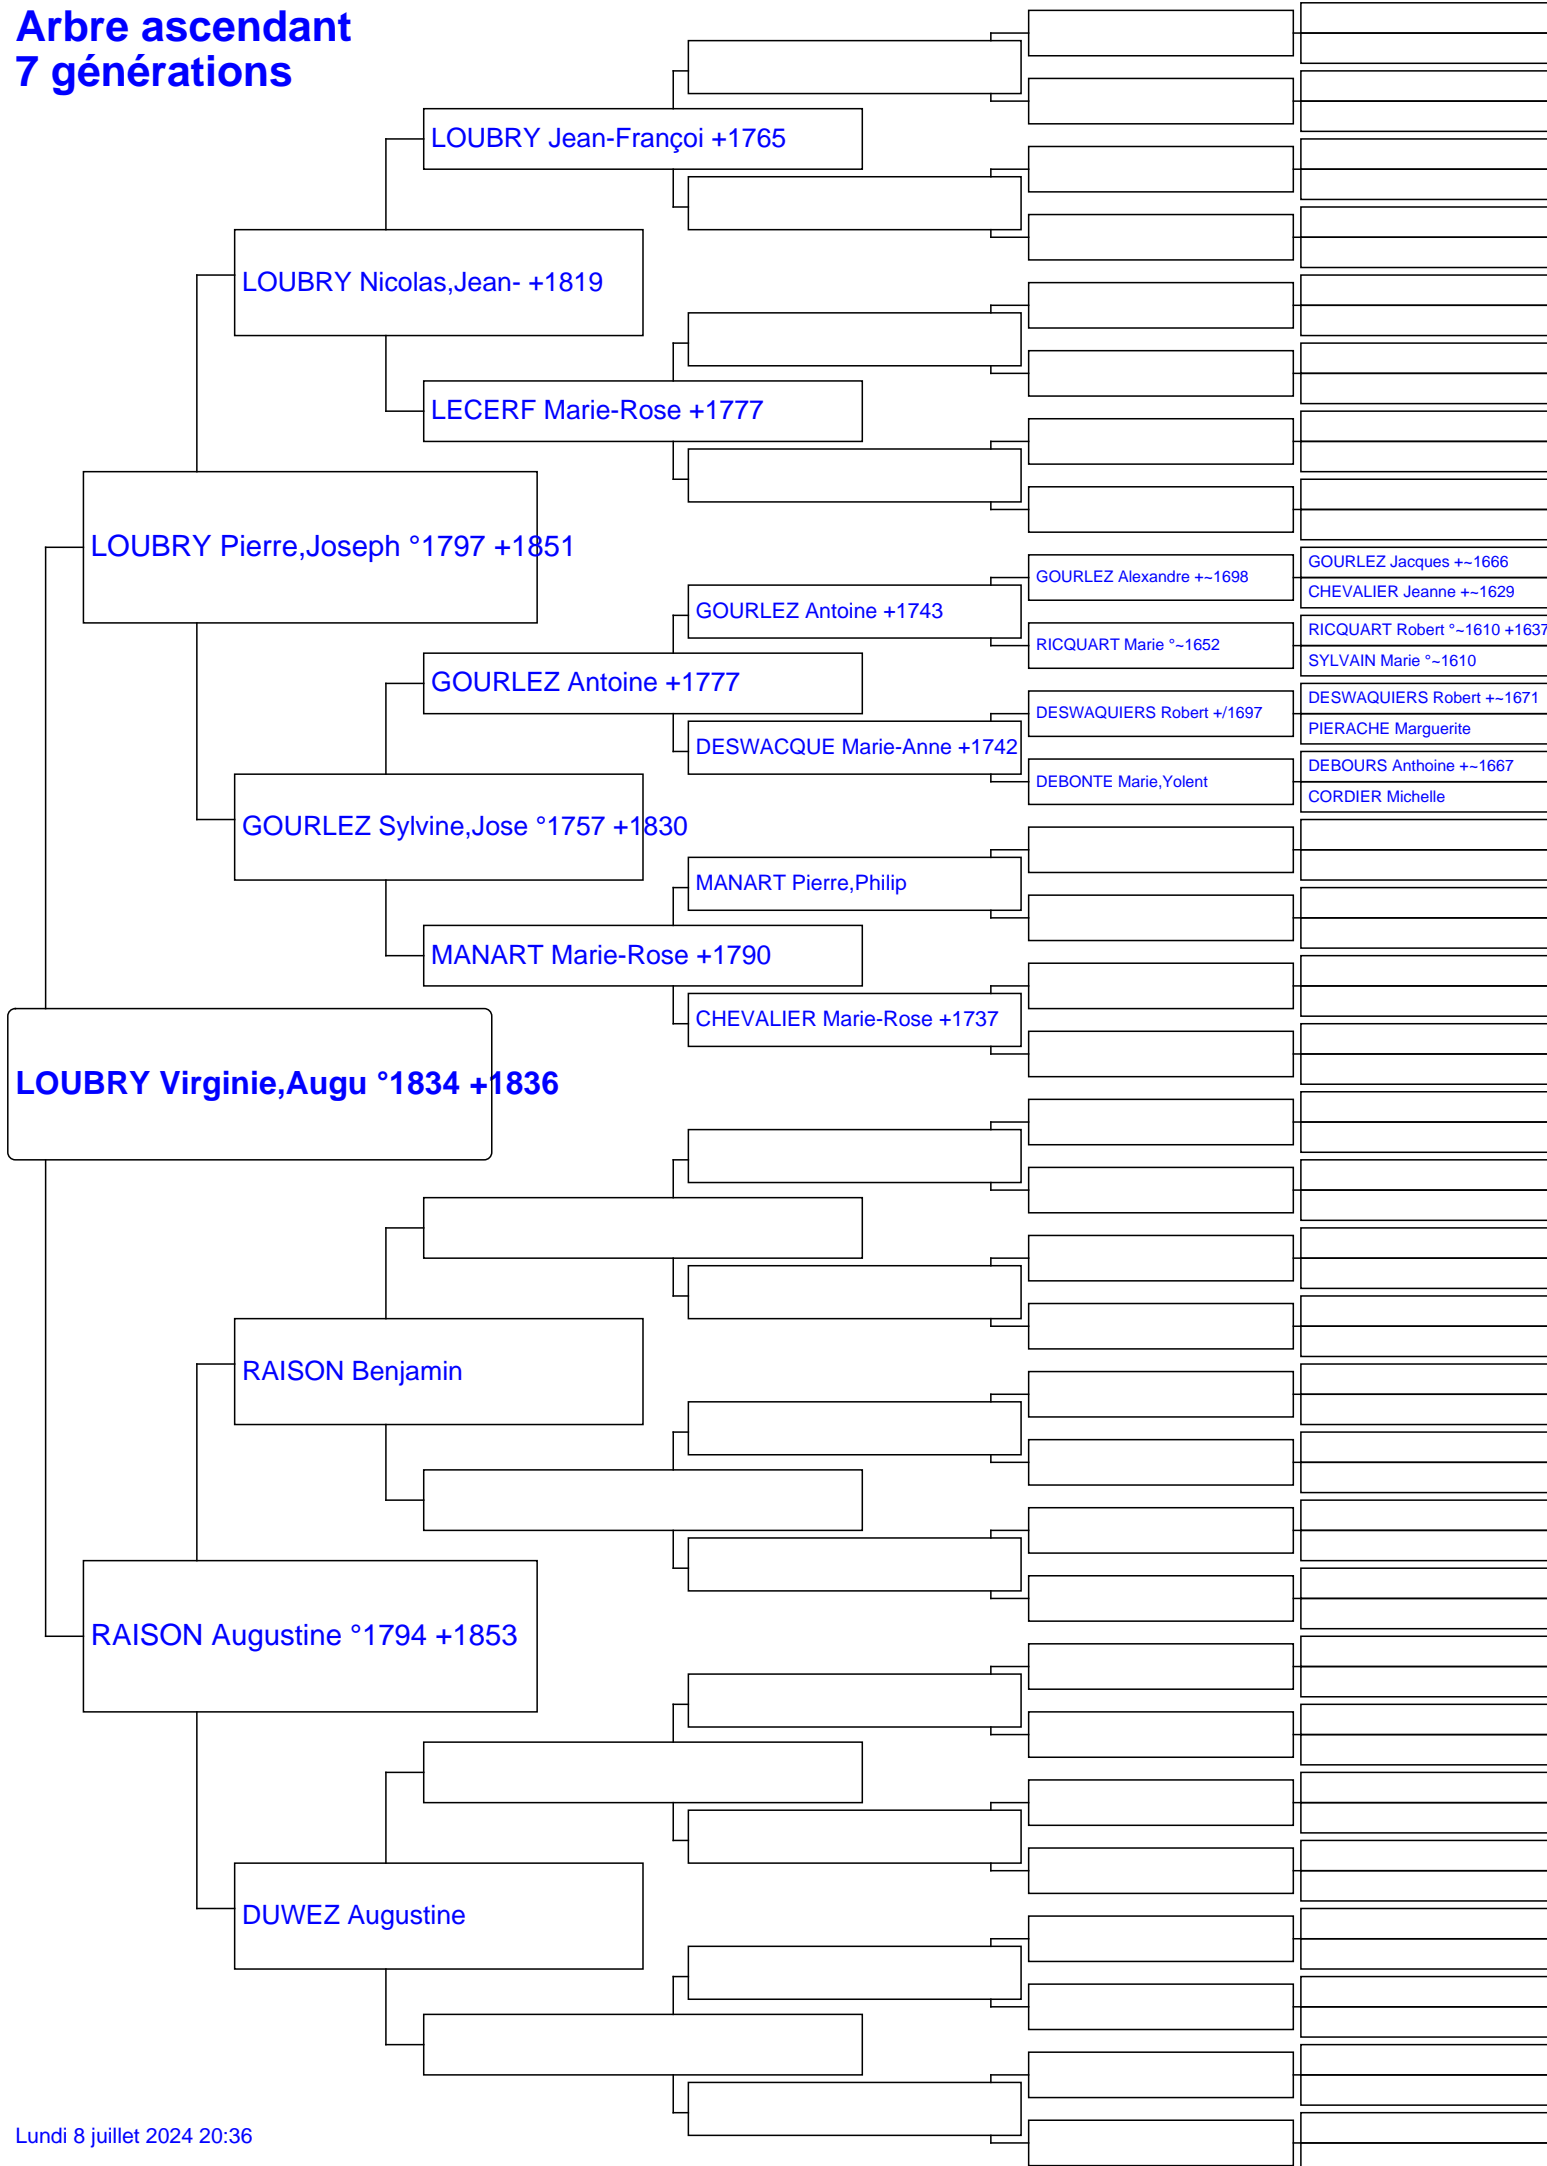 Arbre ascendant
7 générations
LOUBRY Jean-Françoi +1765
LOUBRY Nicolas,Jean- +1819
LECERF Marie-Rose +1777
LOUBRY Pierre,Joseph °1797 +1851
GOURLEZ Jacques +~1666
GOURLEZ Alexandre +~1698
CHEVALIER Jeanne +~1629
GOURLEZ Antoine +1743
RICQUART Robert °~1610 +1637
RICQUART Marie °~1652
SYLVAIN Marie °~1610
GOURLEZ Antoine +1777
DESWAQUIERS Robert +~1671
DESWAQUIERS Robert +/1697
PIERACHE Marguerite
DESWACQUE Marie-Anne +1742
DEBOURS Anthoine +~1667
DEBONTE Marie,Yolent
CORDIER Michelle
GOURLEZ Sylvine,Jose °1757 +1830
MANART Pierre,Philip
MANART Marie-Rose +1790
CHEVALIER Marie-Rose +1737
LOUBRY Virginie,Augu °1834 +1836
RAISON Benjamin
RAISON Augustine °1794 +1853
DUWEZ Augustine
Lundi 8 juillet 2024 20:36